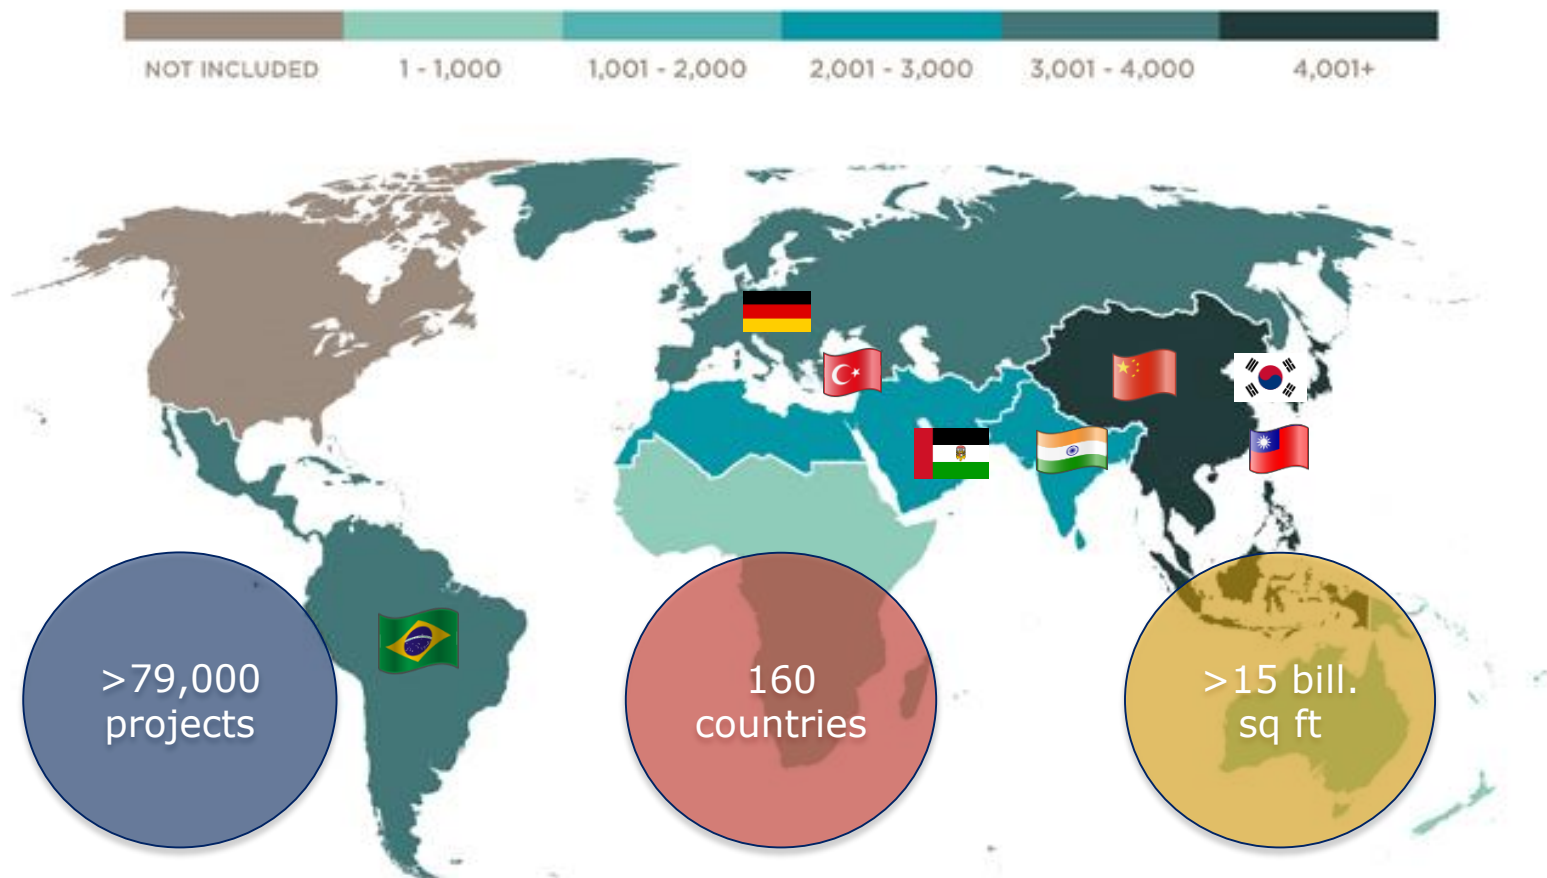 NOT INCLUDED
1 - 1,000
1,001 - 2,000
2,001 - 3,000
3,001 - 4,000
4,001+
>79,000
projects
160
countries
>15 bill.
sq ft